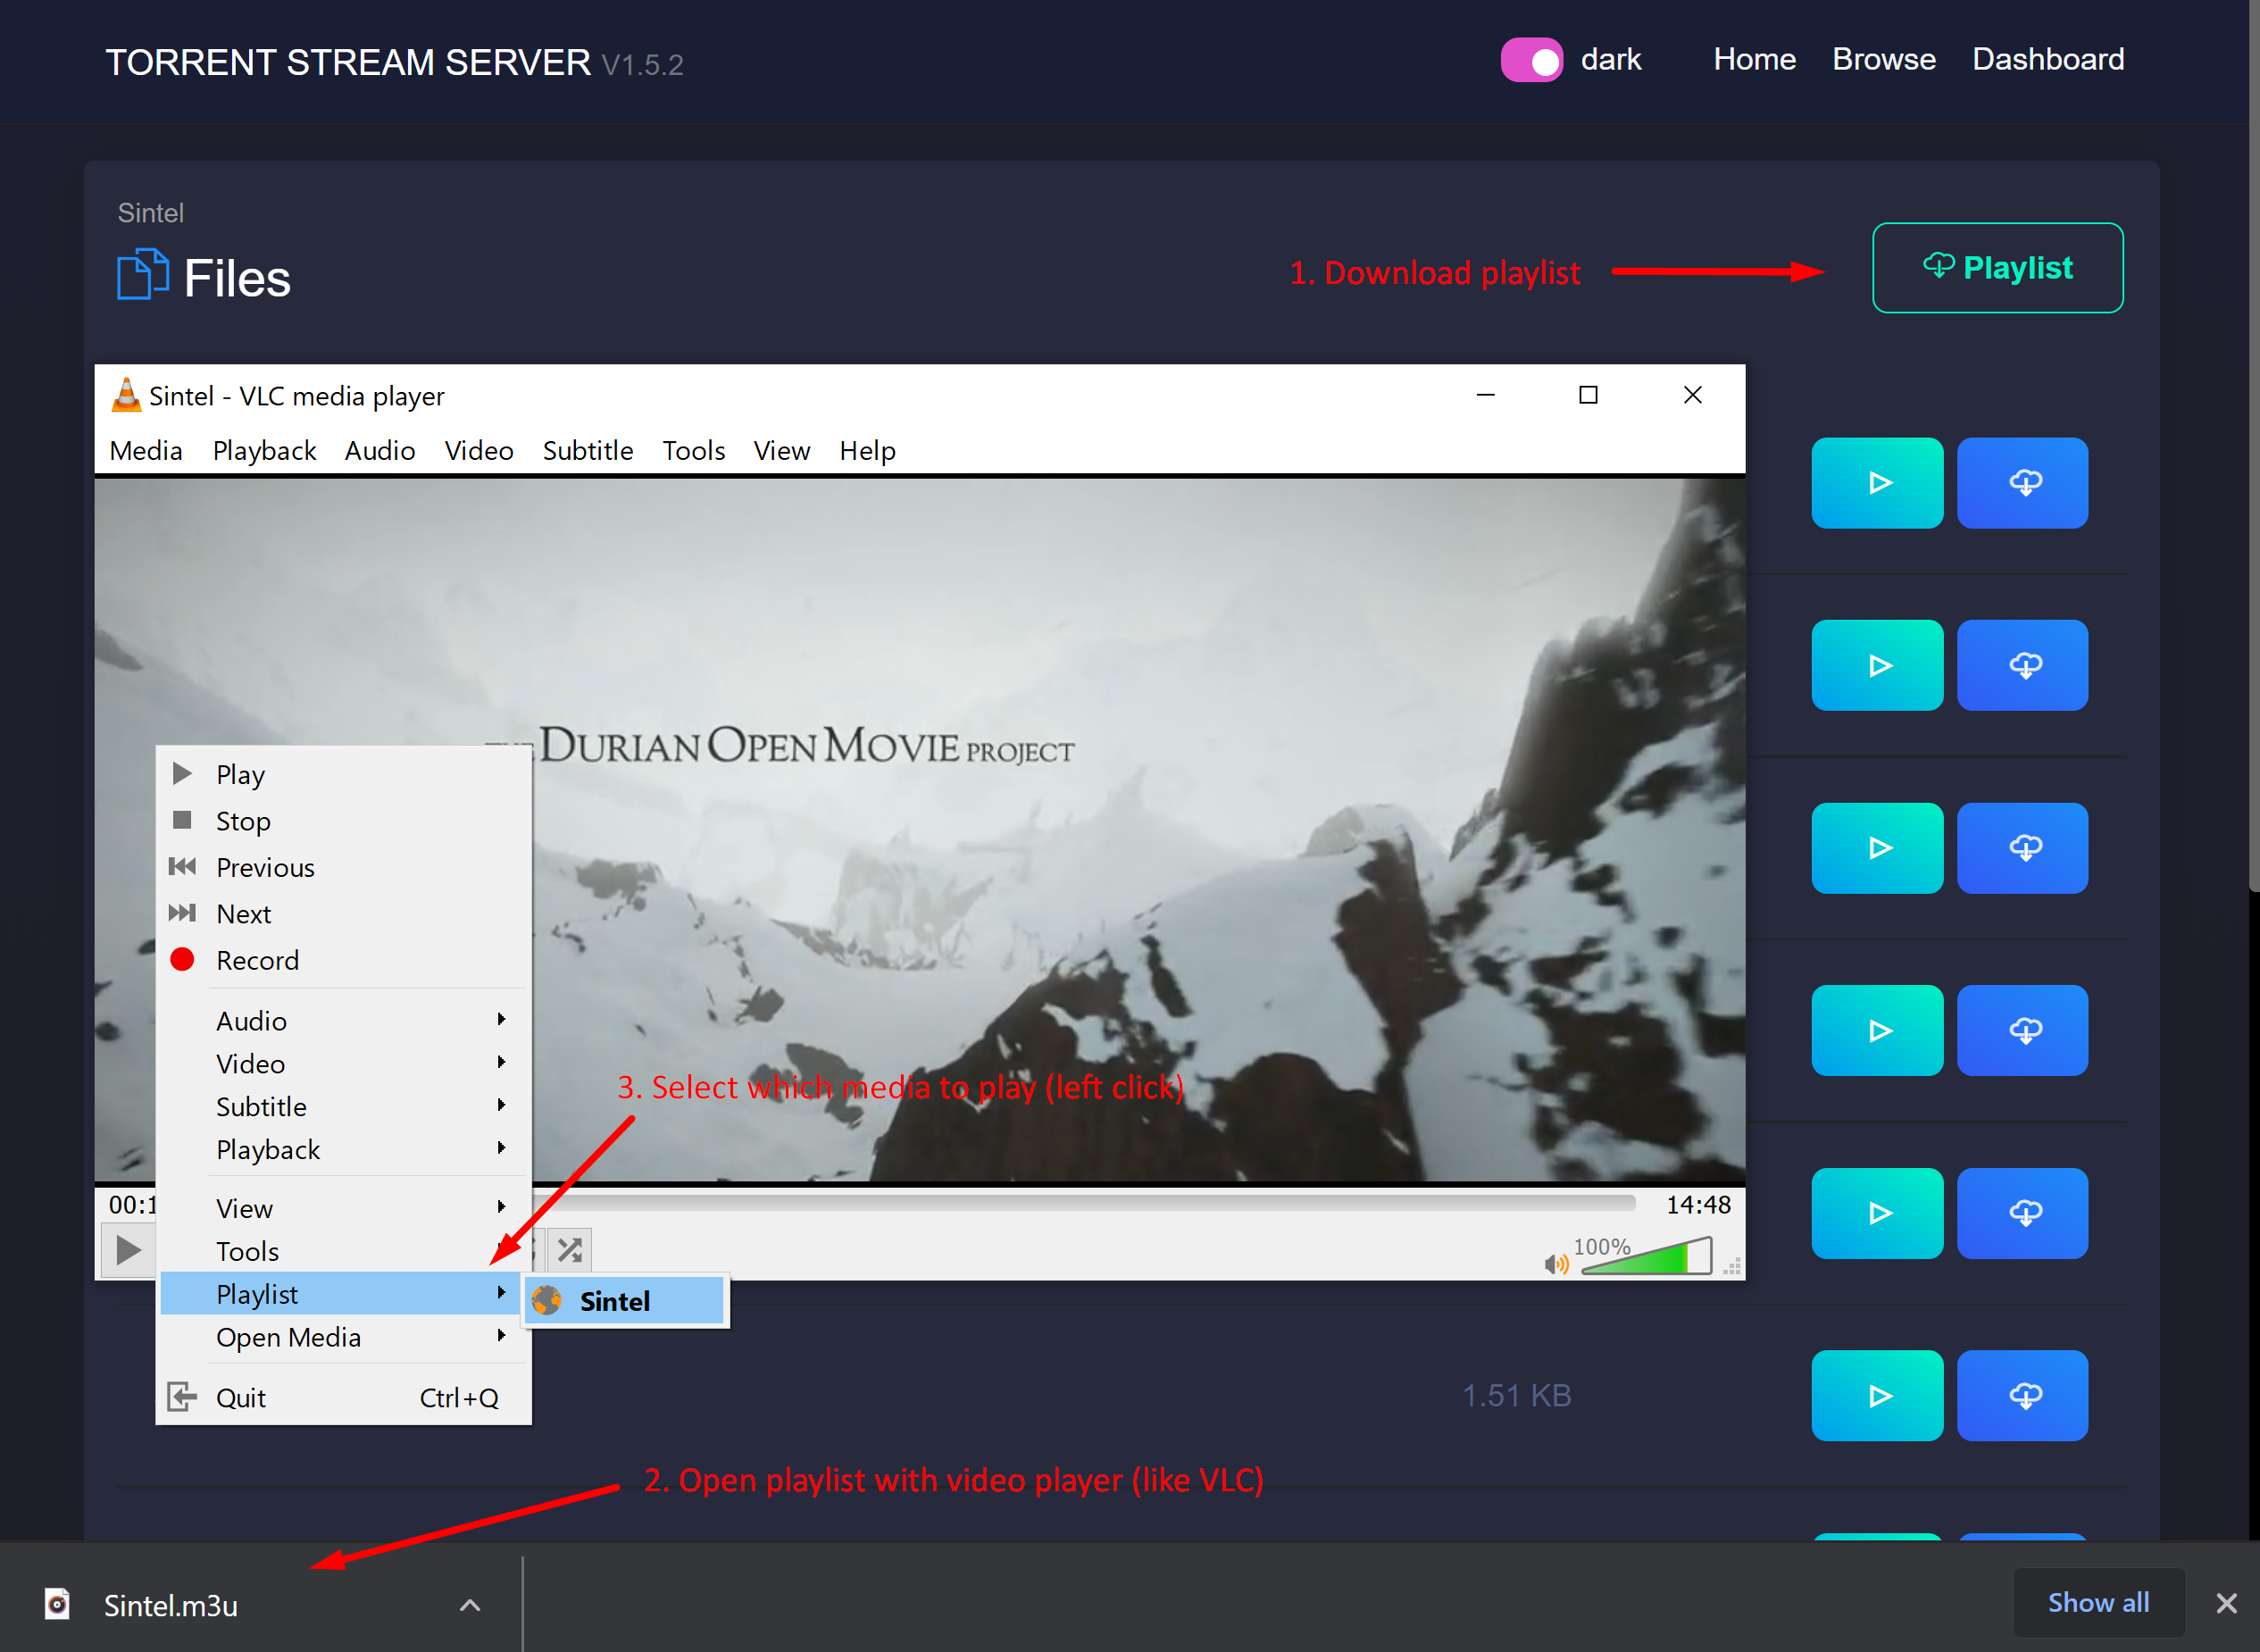 TORRENT STREAM SERVER V1.5.2
dark
Home
Browse
Dashboard
Sintel
Files
1. Download playlist
Playlist
Sintel - VLC media player
Media Playback Audio Video Subtitle Tools View Help
DURIAN OPEN MOVIE PROJECT
Play
Stop
Previous
Next
Record
Audio
Video
Subtitle
Playback
3. Select which media to play (left click)
View
00:1
14:48
Tools
100%
Playlist
Sintel
Open Media
Quit Ctrl+Q
1.51 KB
2. Open playlist with video player (like VLC)
Sintel.m3u
Show all